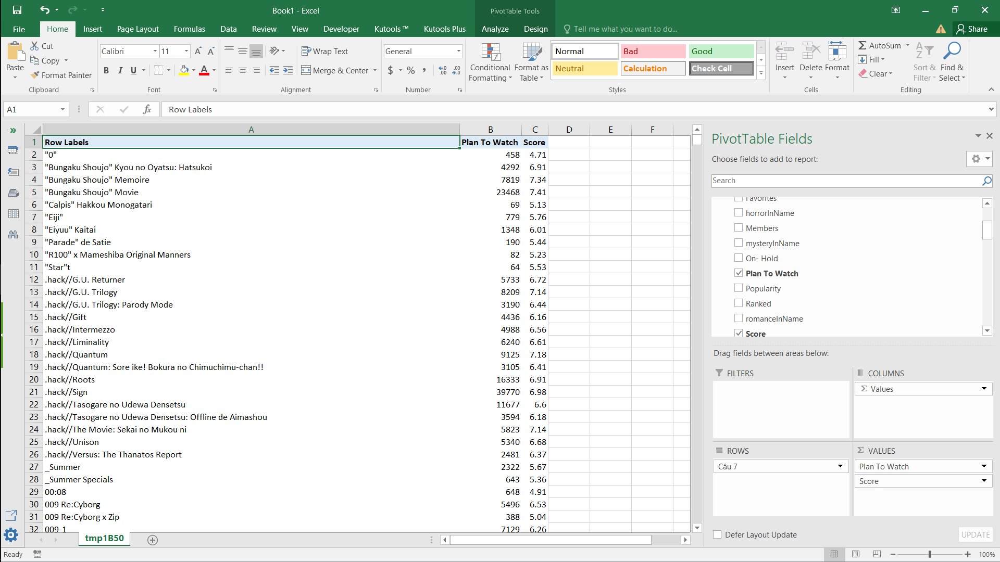 Book1 - Excel
PivotTable Tools
File Home Insert Page Layout Formulas Data Review View Developer Kutools ™ Kutools Plus Analyze Design Tell me what you want to do... Share
Paste
Cut
Copy
Format Painter
Clipboard
Calibri 11
B I U A
Font
Wrap Text
Merge & Center
Alignment
General
$ % , .00 .0
Number
Conditional Formatting
Format as Table
Normal Bad Good
Neutral Calculation Check Cell
Styles
Insert Delete Format
Cells
AutoSum
Fill
Clear
Sort & Filter
Find & Select
Editing
A1 fx Row Labels
A B C D E F
1 Row Labels Plan To Watch Score
2 "0" 458 4.71
3 "Bungaku Shoujo" Kyou no Oyatsu: Hatsukoi 4292 6.91
4 "Bungaku Shoujo" Memoire 7819 7.34
5 "Bungaku Shoujo" Movie 23468 7.41
6 "Calpis" Hakkou Monogatari 69 5.13
7 "Eiji" 779 5.76
8 "Eiyuu" Kaitai 1348 6.01
9 "Parade" de Satie 190 5.44
10 "R100" x Mameshiba Original Manners 82 5.23
11 "Star"t 64 5.53
12 .hack//G.U. Returner 5733 6.72
13 .hack//G.U. Trilogy 8209 7.14
14 .hack//G.U. Trilogy: Parody Mode 3190 6.44
15 .hack//Gift 4436 6.16
16 .hack//Intermezzo 4988 6.56
17 .hack//Liminality 6240 6.61
18 .hack//Quantum 9125 7.18
19 .hack//Quantum: Sore ike! Bokura no Chimuchimu-chan!! 3105 6.41
20 .hack//Roots 16333 6.91
21 .hack//Sign 39770 6.98
22 .hack//Tasogare no Udewa Densetsu 11677 6.6
23 .hack//Tasogare no Udewa Densetsu: Offline de Aimashou 3594 6.18
24 .hack//The Movie: Sekai no Mukou ni 5823 7.14
25 .hack//Unison 5340 6.68
26 .hack//Versus: The Thanatos Report 2481 6.37
27 _Summer 2322 5.67
28 _Summer Specials 643 5.36
29 00:08 648 4.91
30 009 Re:Cyborg 5496 6.53
31 009 Re:Cyborg x Zip 388 5.04
32 009-1 7129 6.26
tmp1B50
Ready
PivotTable Fields
Choose fields to add to report:
Search
Favorites
horrorInName
Members
mysteryInName
On- Hold
Plan To Watch
Popularity
Ranked
romanceInName
Score
Drag fields between areas below:
FILTERS
COLUMNS
Σ Values
ROWS
Câu 7
Σ VALUES
Plan To Watch
Score
Defer Layout Update
UPDATE
100%